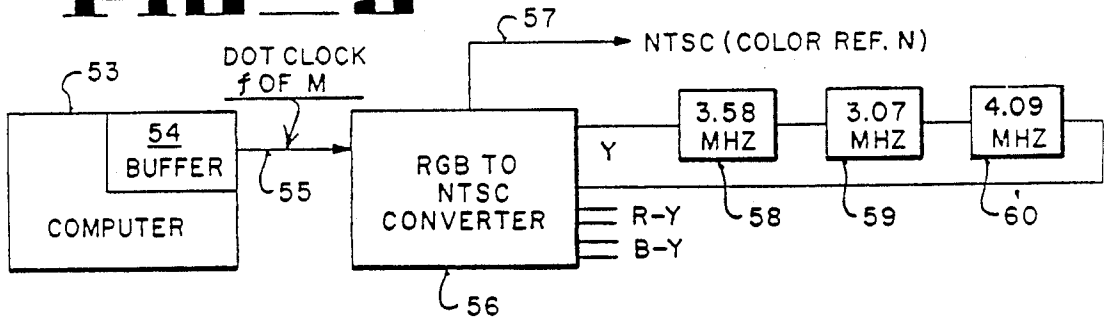 57
NTSC (COLOR REF. N)
DOT CLOCK
f OF M
53
54
BUFFER
COMPUTER
55
RGB TO
NTSC
CONVERTER
56
Y
R-Y
B-Y
3.58
MHZ
58
3.07
MHZ
59
4.09
MHZ
60